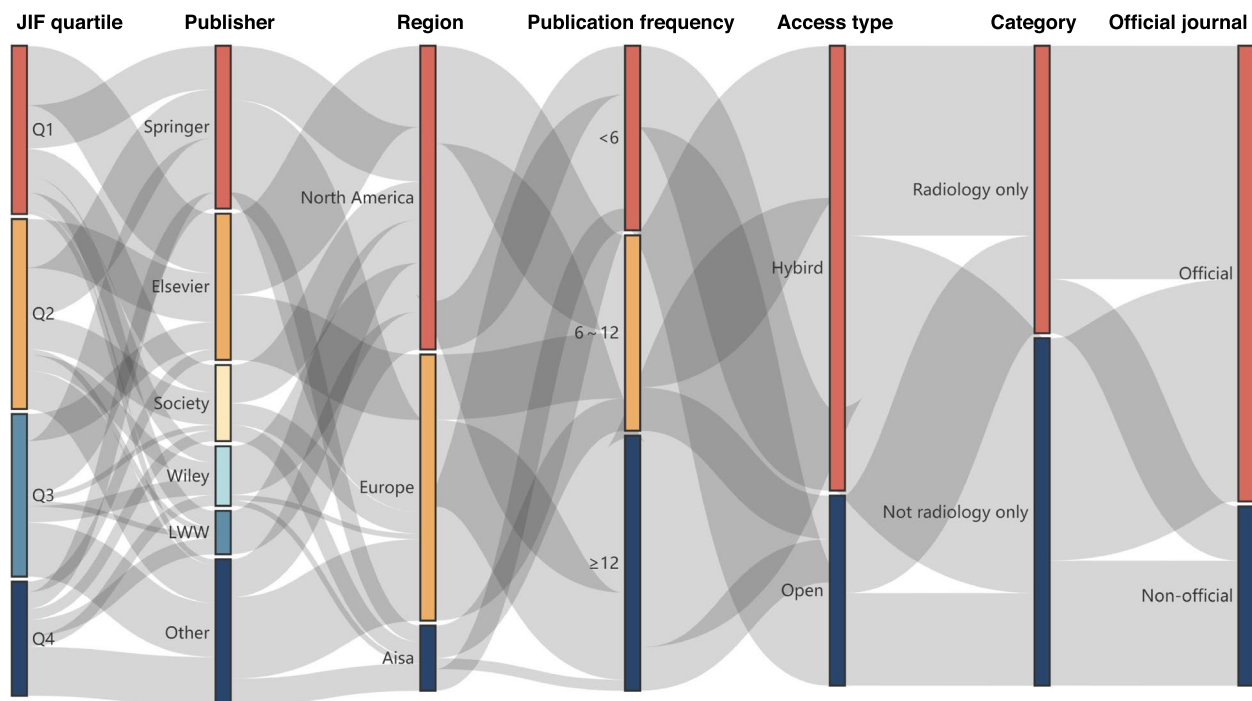 JIF quartile Publisher Region Publication frequency Access type Category Official journal
Q1
Q2
Q3
Q4
Springer
Elsevier
Society
Wiley
LWW
Other
North America
Europe
Aisa
<6
6 ~ 12
≥12
Hybird
Open
Radiology only
Not radiology only
Official
Non-official